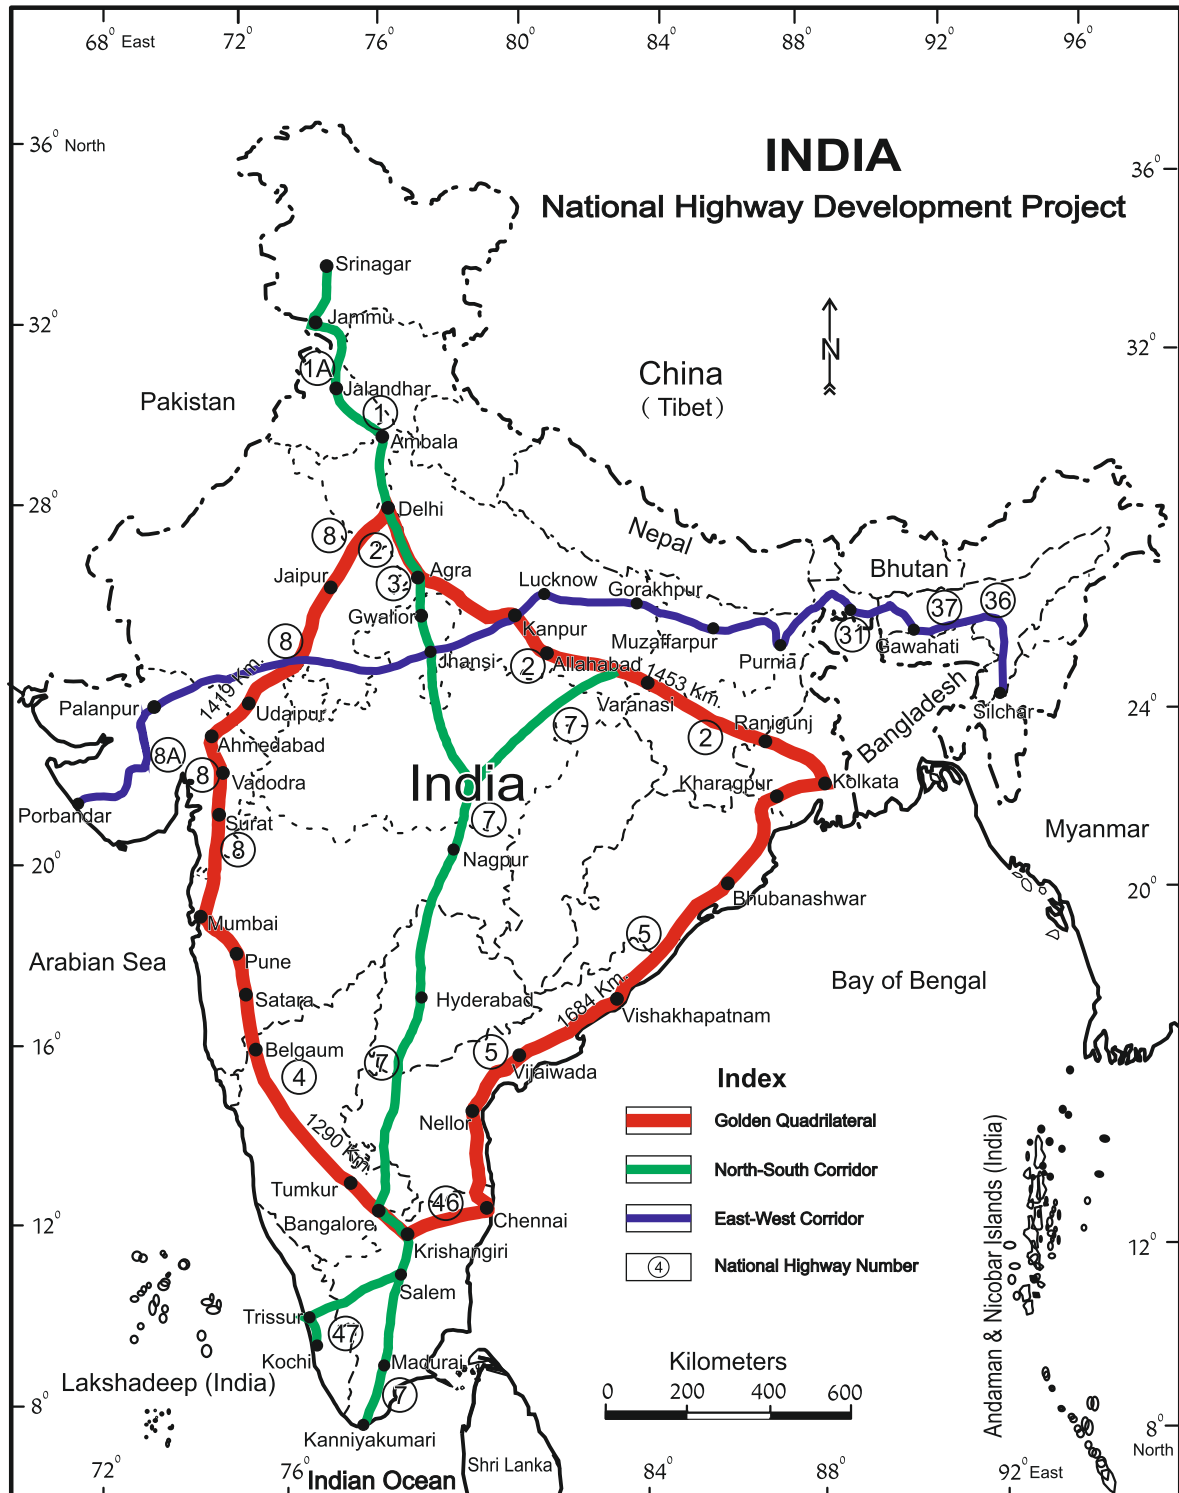 68° East
72°
76°
80°
84°
88°
92°
96°
36° North
36°
INDIA
National Highway Development Project
Srinagar
Jammu
32°
32°
N
1A
China
( Tibet )
Jalandhar
Pakistan
1
Ambala
28°
Delhi
8
2
Nepal
Agra
3
Jaipur
Lucknow
Gorakhpur
Bhutan
37
36
Gwalior
Kanpur
Muzaffarpur
31
Gawahati
8
Jhansi
2
Allahabad
Purnia
1419 Km.
1453 Km.
Palanpur
Udaipur
Varanasi
Silchar
24°
Bangladesh
7
2
Ranigunj
Ahmedabad
8A
8
Vadodra
India
Kharagpur
Kolkata
Porbandar
Surat
7
Myanmar
8
Nagpur
20°
20°
Bhubanashwar
Mumbai
5
Arabian Sea
Pune
Bay of Bengal
Satara
Hyderabad
1684 Km.
Vishakhapatnam
16°
Belgaum
5
7
4
Vijaiwada
Index
Nellor
Golden Quadrilateral
1290 Km.
North-South Corridor
Tumkur
46
Bangalore
Chennai
East-West Corridor
12°
12°
Krishangiri
4
National Highway Number
Andaman & Nicobar Islands (India)
Salem
Trissur
47
Kochi
Madurai
Kilometers
Lakshadeep (India)
7
0
200
400
600
8°
8°
North
Kanniyakumari
Shri Lanka
72°
76°
Indian Ocean
84°
88°
92° East